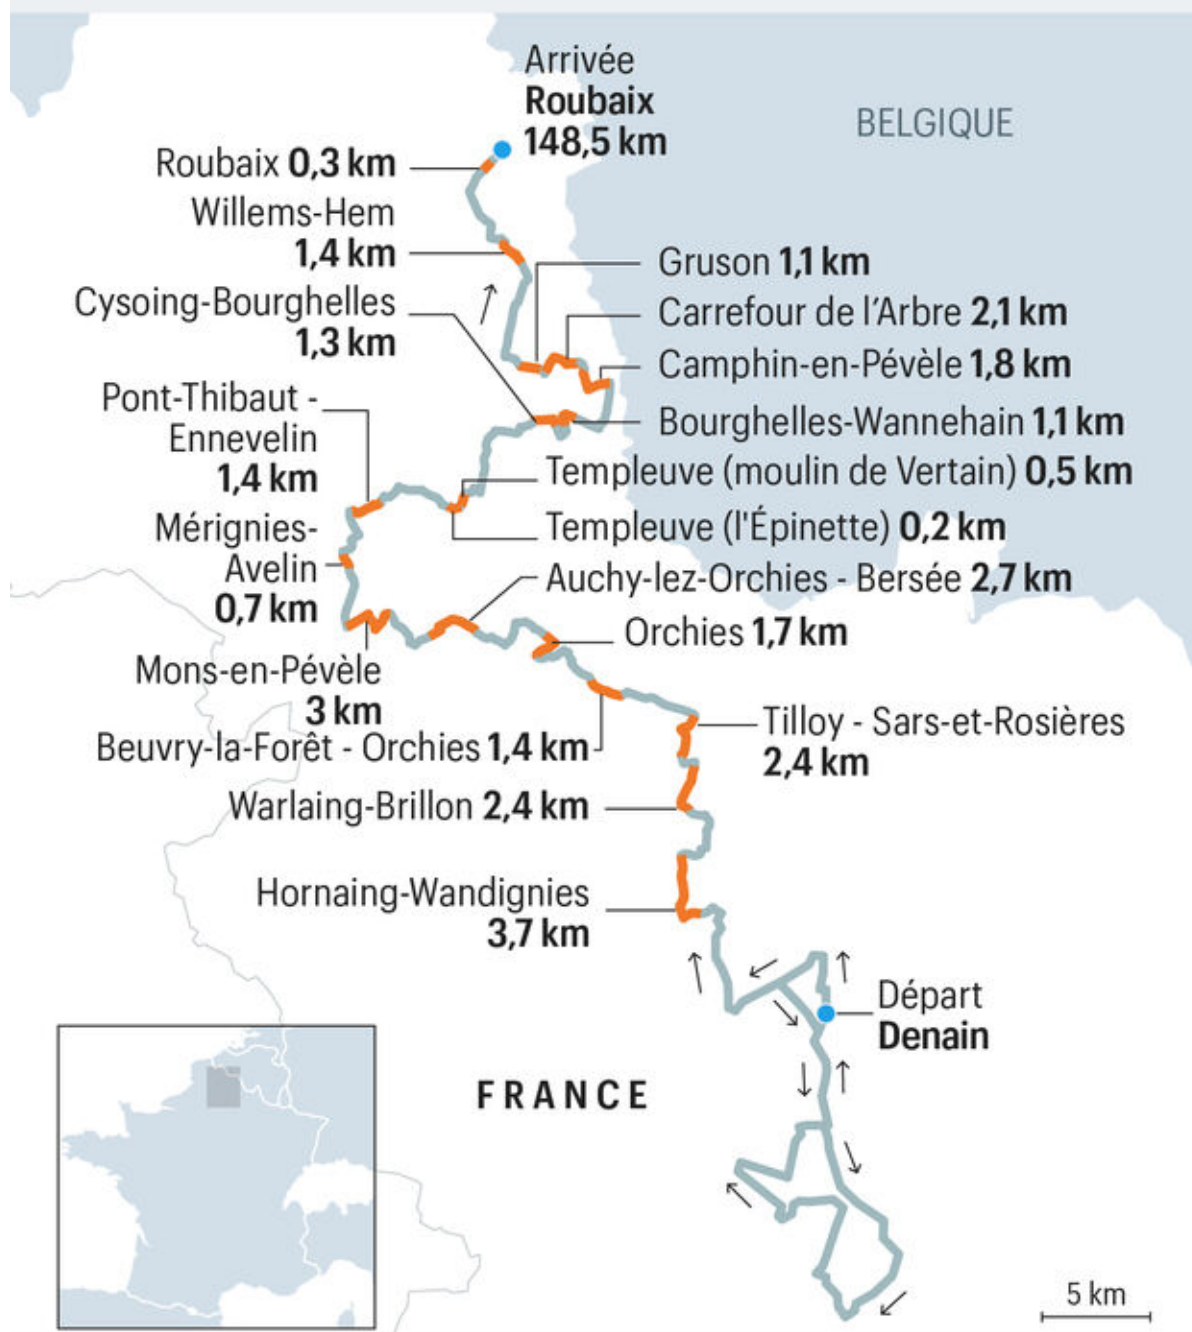 Arrivée
Roubaix
148,5 km
BELGIQUE
Roubaix 0,3 km
Willems-Hem
1,4 km
Cysoing-Bourghelles
1,3 km
Pont-Thibaut -
Ennevelin
1,4 km
Mérignies-
Avelin
0,7 km
Mons-en-Pévèle
3 km
Beuvry-la-Forêt - Orchies 1,4 km
Warlaing-Brillon 2,4 km
Hornaing-Wandignies
3,7 km
Gruson 1,1 km
Carrefour de l'Arbre 2,1 km
Camphin-en-Pévèle 1,8 km
Bourghelles-Wannehain 1,1 km
Templeuve (moulin de Vertain) 0,5 km
Templeuve (l'Épinette) 0,2 km
Auchy-lez-Orchies - Bersée 2,7 km
Orchies 1,7 km
Tilloy - Sars-et-Rosières
2,4 km
Départ
Denain
FRANCE
5 km